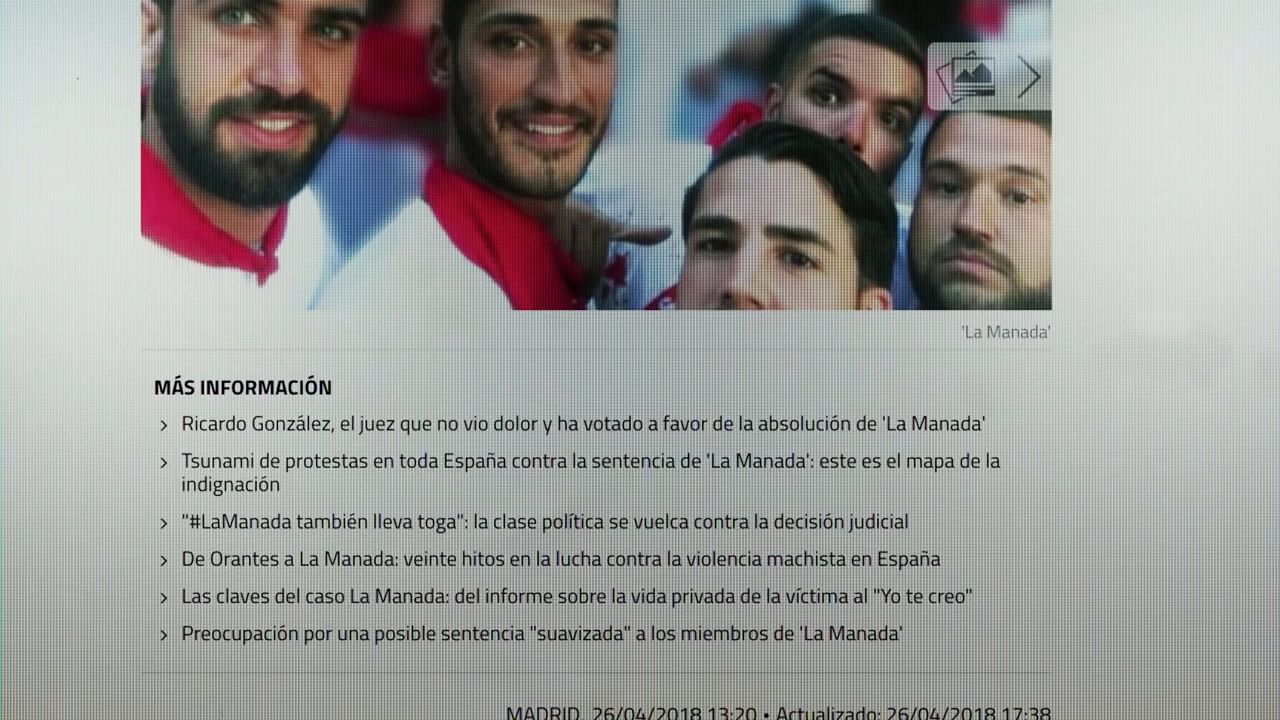 'La Manada'
MÁS INFORMACIÓN
Ricardo González, el juez que no vio dolor y ha votado a favor de la absolución de 'La Manada'
Tsunami de protestas en toda España contra la sentencia de 'La Manada': este es el mapa de la
indignación
"#LaManada también lleva toga": la clase política se vuelca contra la decisión judicial
De Orantes a La Manada: veinte hitos en la lucha contra la violencia machista en España
Las claves del caso La Manada: del informe sobre la vida privada de la víctima al "Yo te creo"
Preocupación por una posible sentencia "suavizada" a los miembros de 'La Manada'
MADRID, 26/04/2018 13:20 • Actualizado: 26/04/2018 17:38